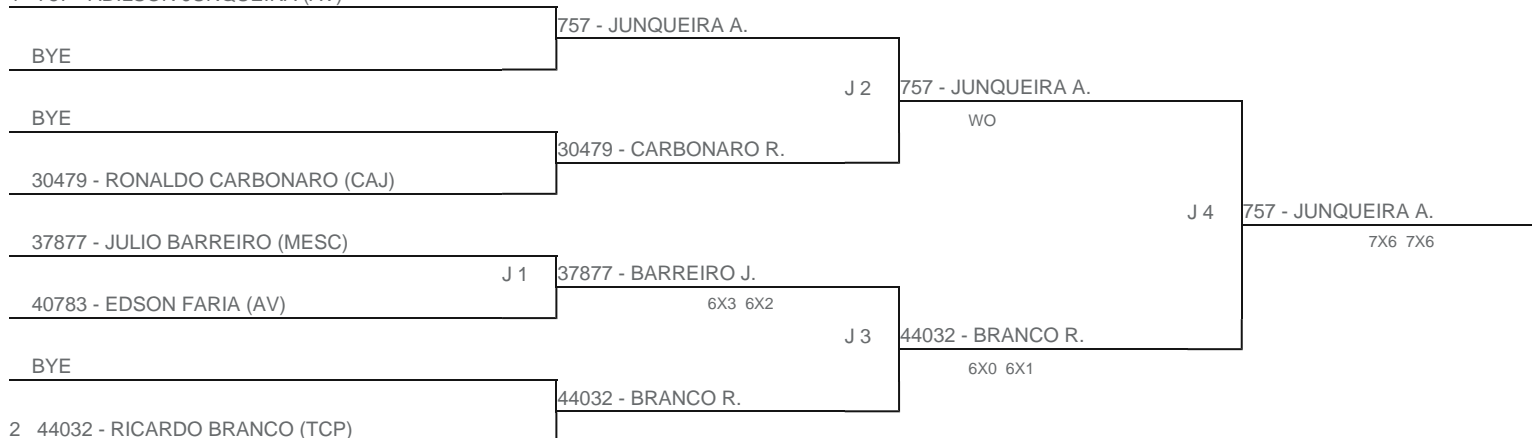 757 - JUNQUEIRA A.
BYE
J 2 757 - JUNQUEIRA A.
BYE
WO
30479 - CARBONARO R.
30479 - RONALDO CARBONARO (CAJ)
J 4 757 - JUNQUEIRA A.
37877 - JULIO BARREIRO (MESC)
7X6 7X6
J 1 37877 - BARREIRO J.
40783 - EDSON FARIA (AV)
6X3 6X2
J 3 44032 - BRANCO R.
BYE
6X0 6X1
44032 - BRANCO R.
2 44032 - RICARDO BRANCO (TCP)